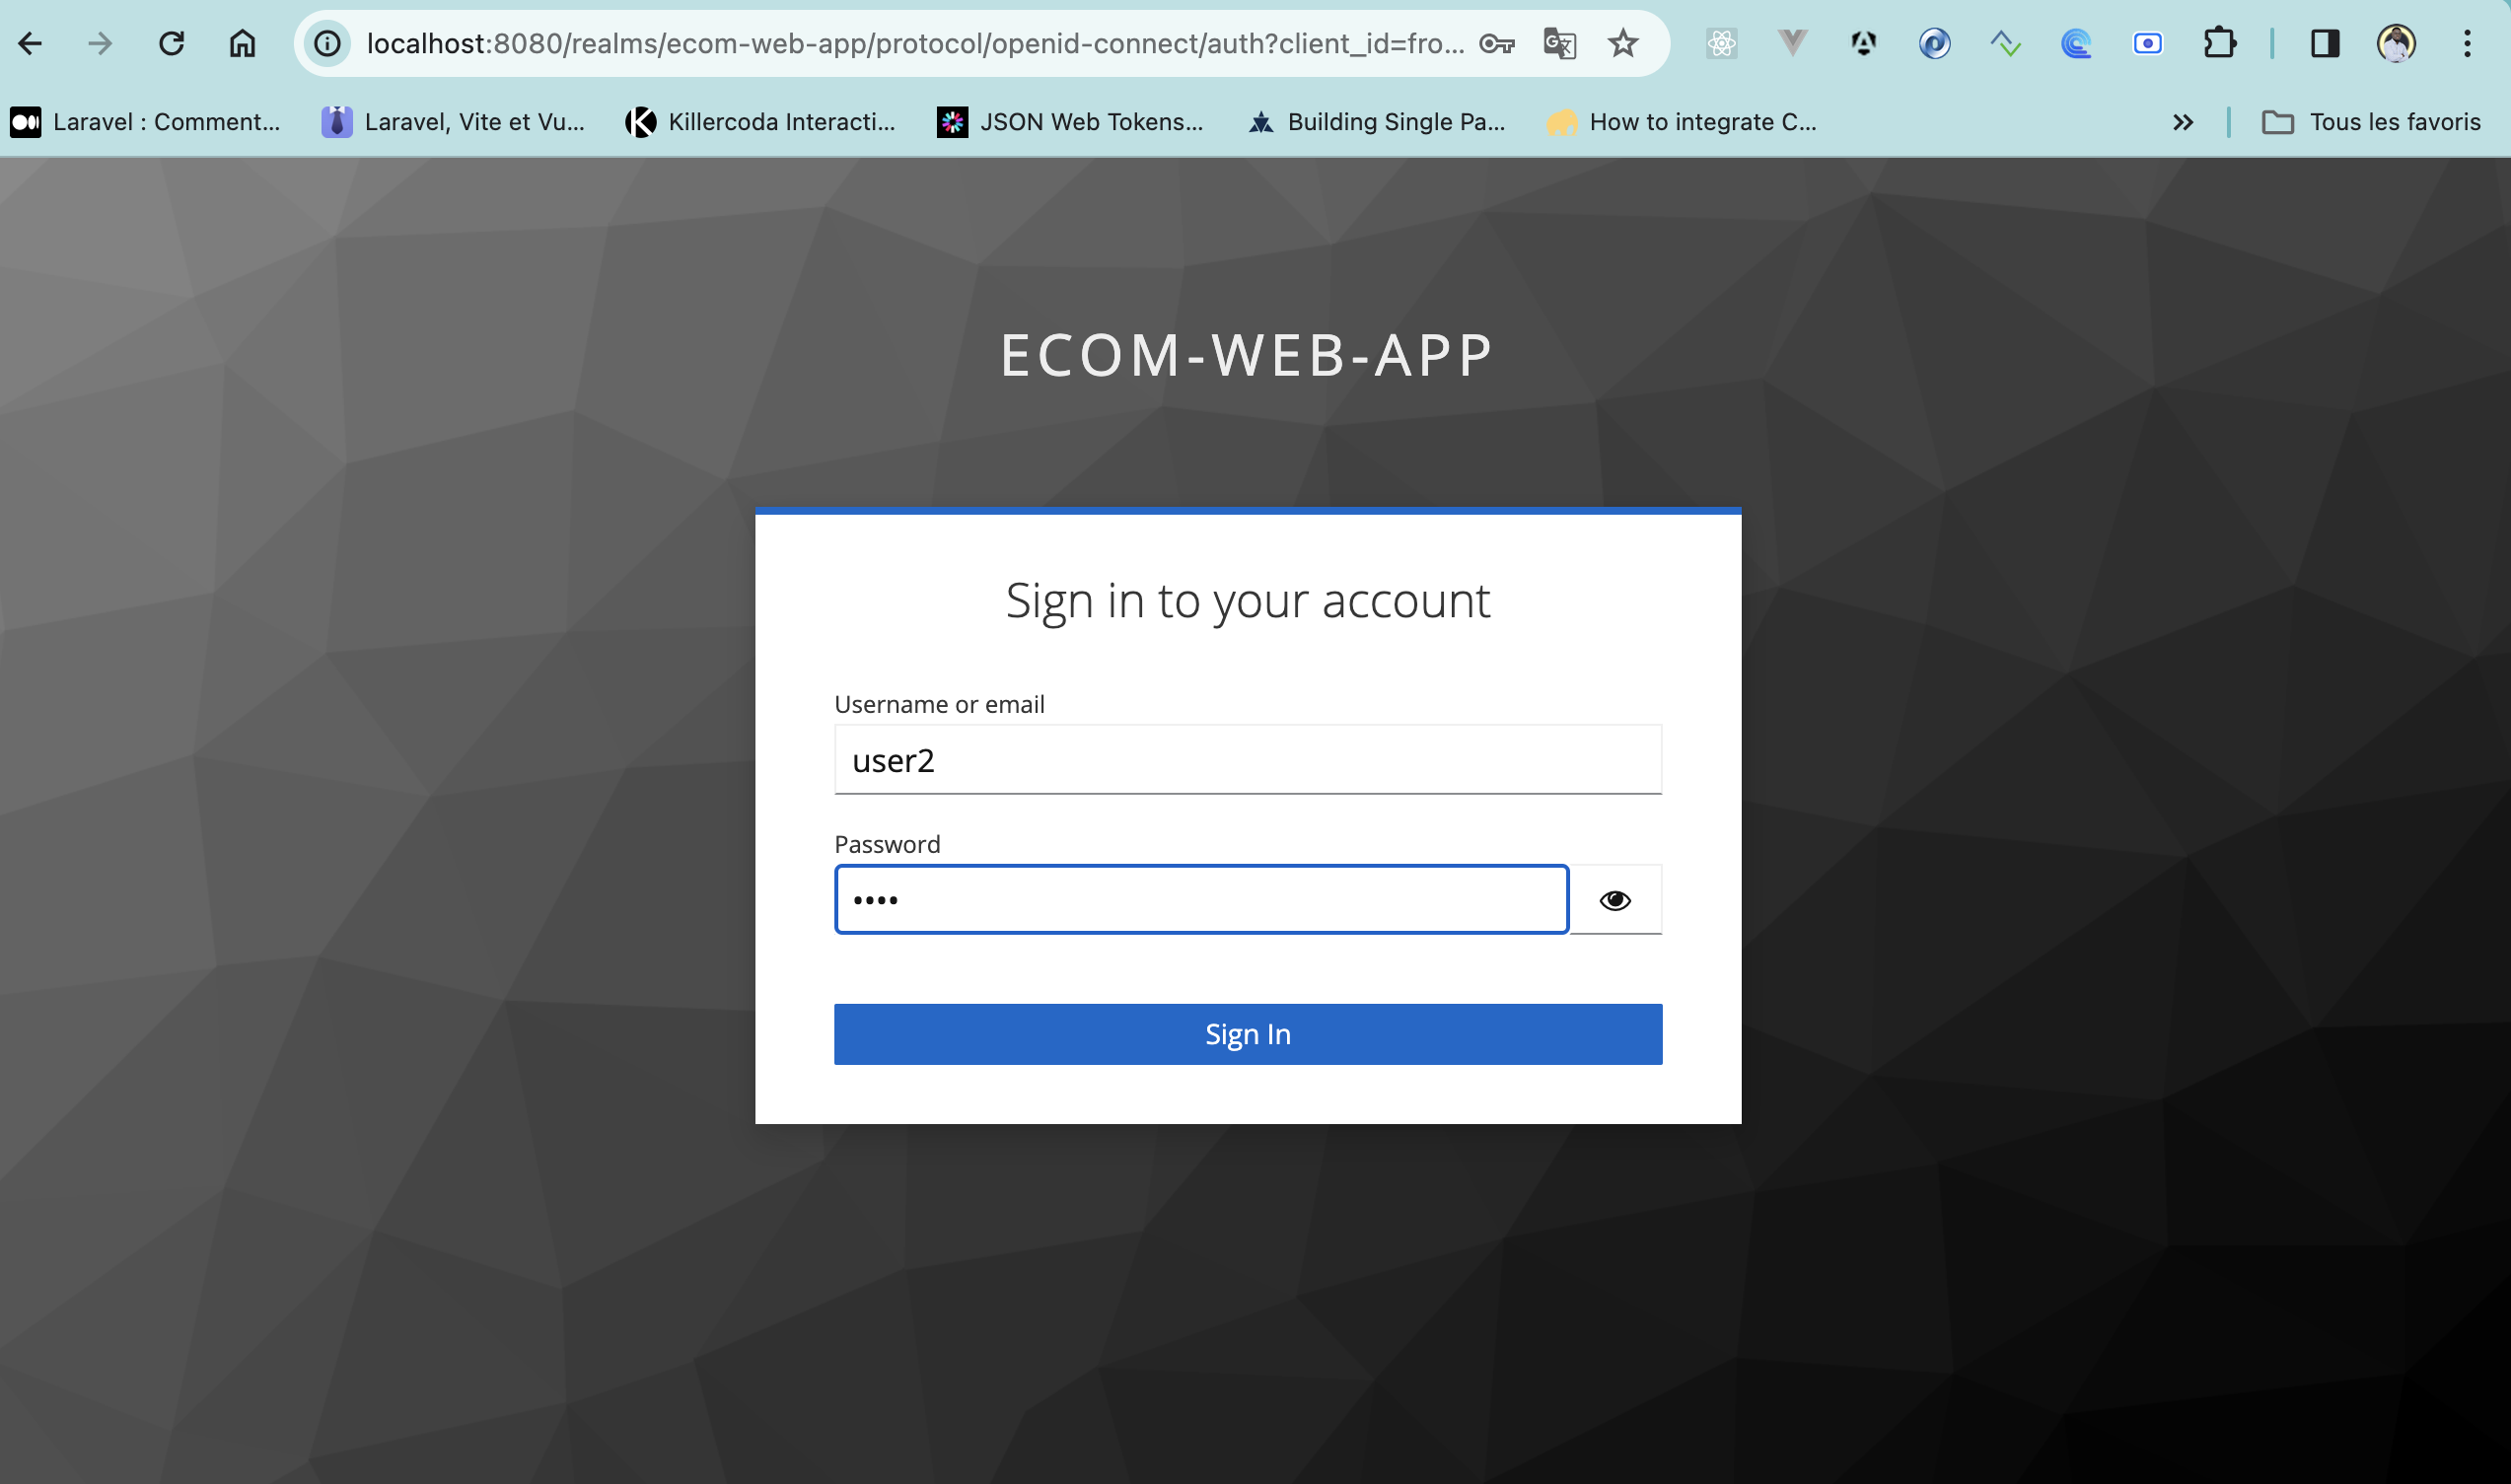 localhost:8080/realms/ecom-web-app/protocol/openid-connect/auth?client_id=fro...
Laravel : Comment... Laravel, Vite et Vu... Killercoda Interacti... JSON Web Tokens... Building Single Pa... How to integrate C... Tous les favoris
ECOM-WEB-APP
Sign in to your account
Username or email
user2
Password
••••
Sign In